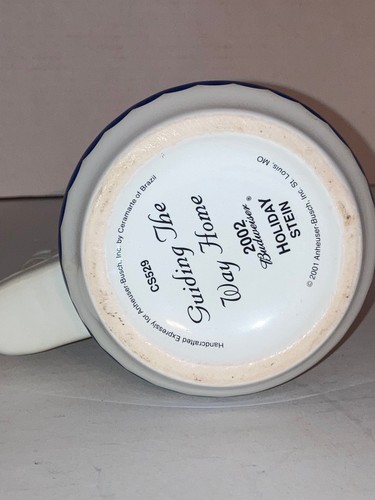 CS5529
Guiding The
Way Home
2002
Budweiser®
HOLIDAY
STEIN
Handcrafted Expressly for Anheuser-Busch, Inc. by Ceramarte of Brazil
© 2001 Anheuser-Busch, Inc. St. Louis, MO